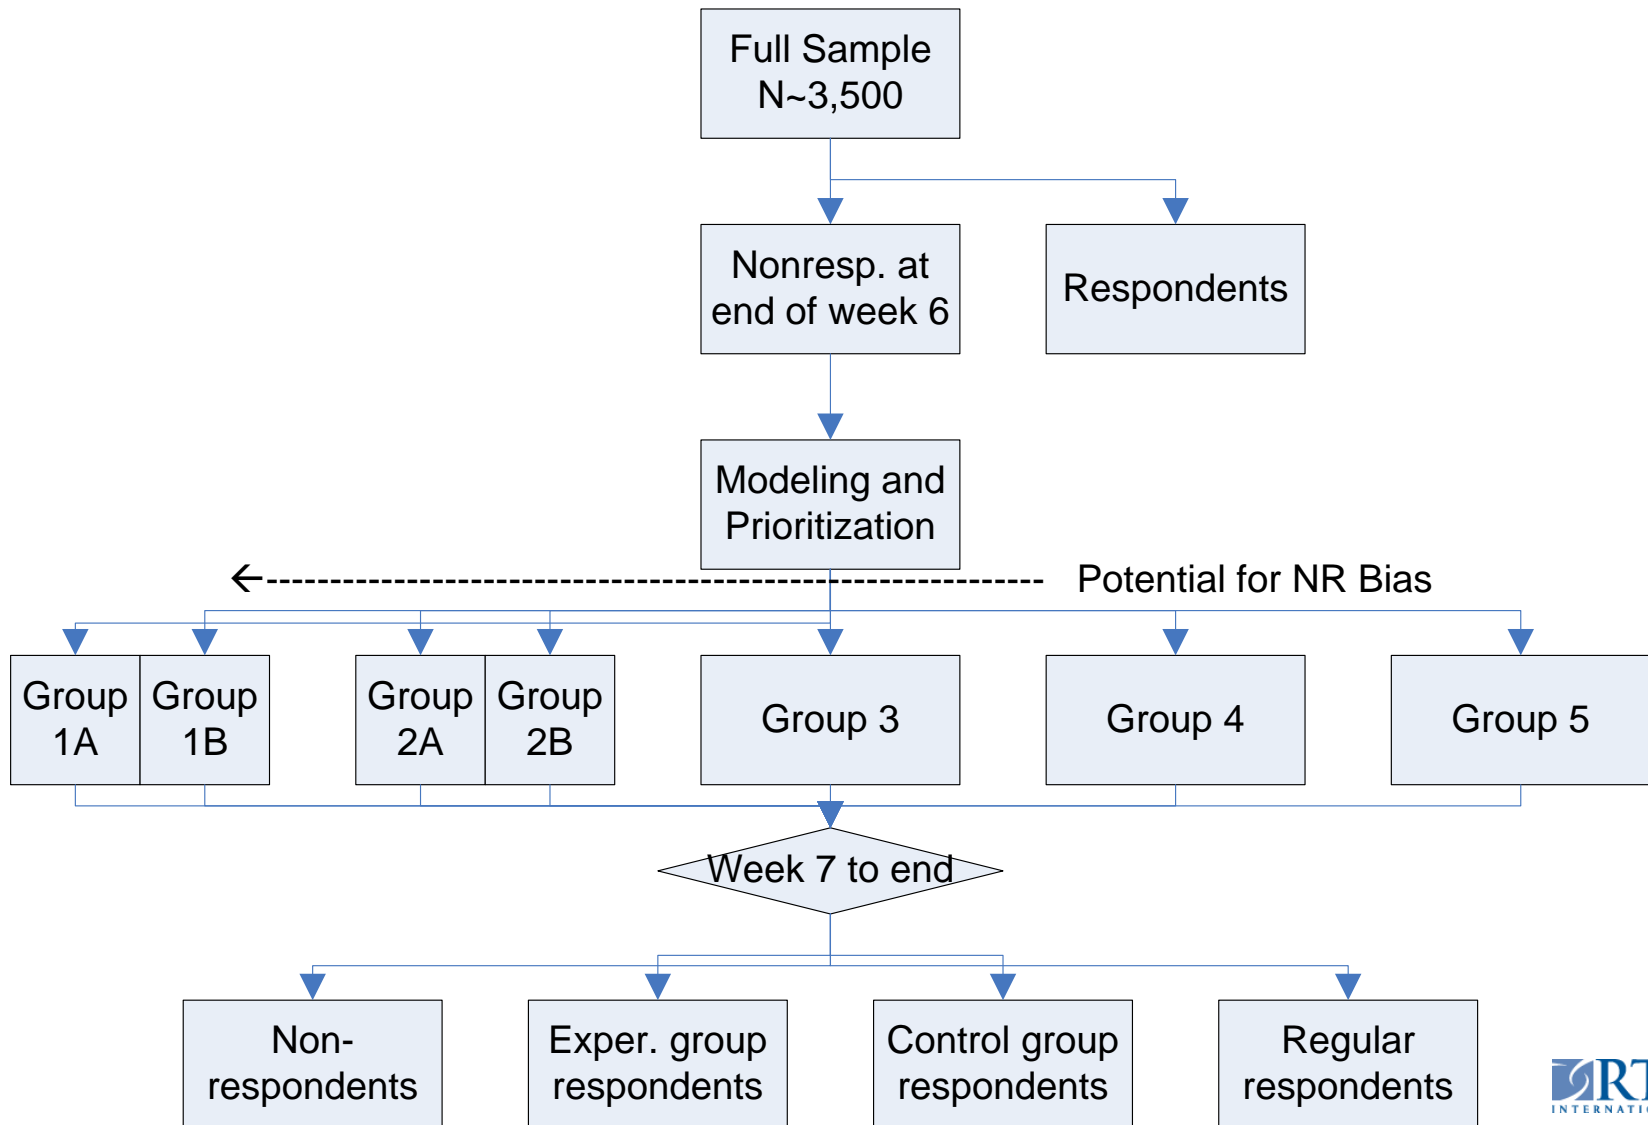 Full Sample
N~3,500
Nonresp. at
end of week 6
Respondents
Modeling and
Prioritization
Potential for NR Bias
Group
1A
Group
1B
Group
2A
Group
2B
Group 3
Group 4
Group 5
Week 7 to end
Non-
respondents
Exper. group
respondents
Control group
respondents
Regular
respondents